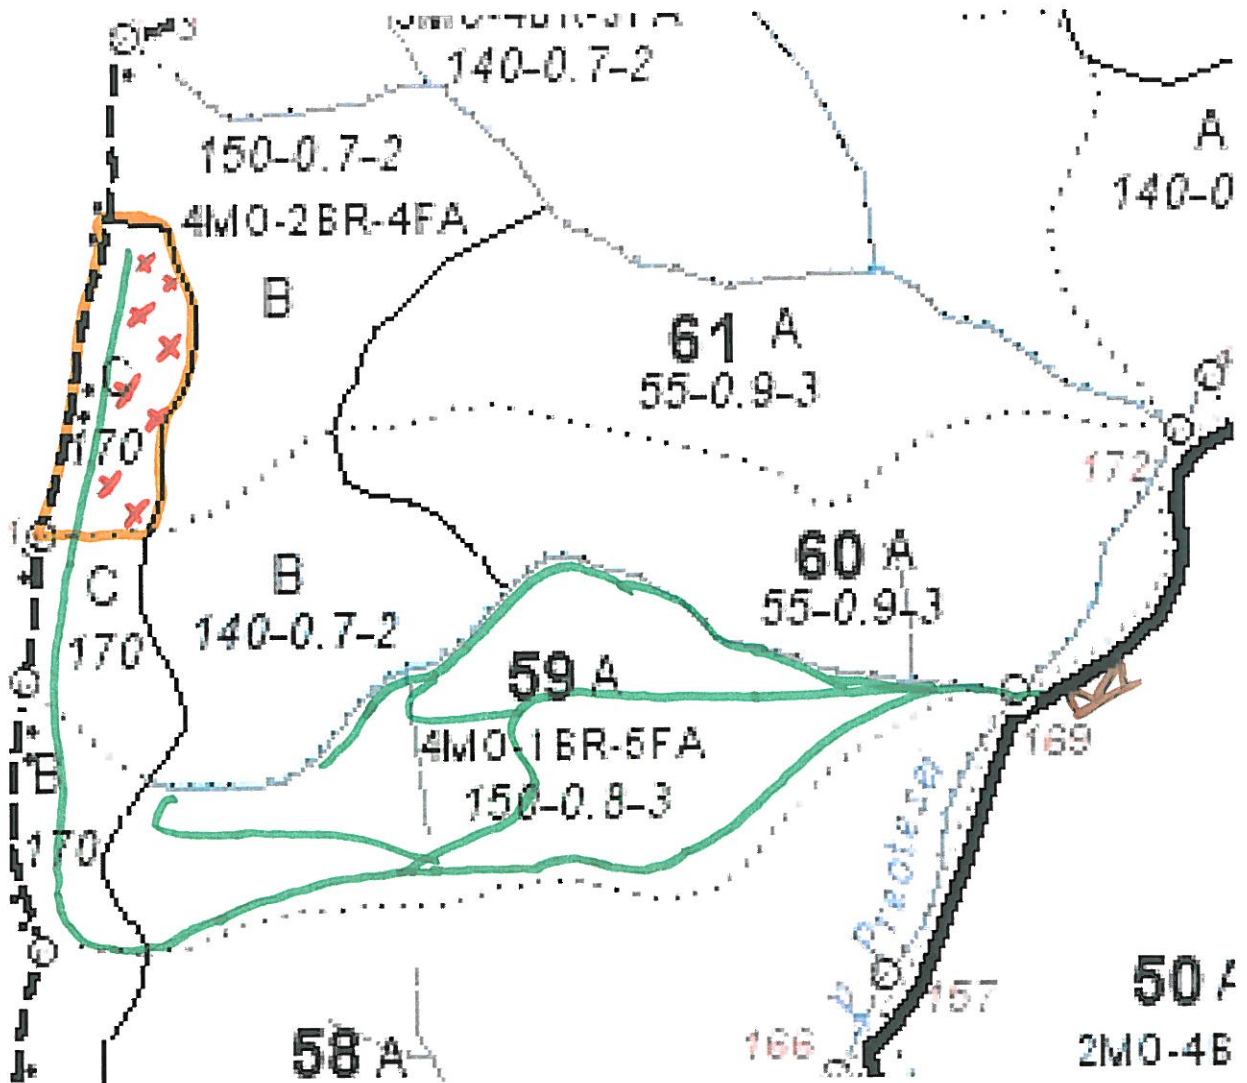 140-0.7-2
150-0.7-2
4MO-2BR-4FA
B
A
140-0
61 A
55-0.9-3
C
170
172
60 A
55-0.9-3
C
170
B
140-0.7-2
59 A
4MO-1BR-5FA
150-0.8-3
169
B
170
157
50 A
2MO-4B
166
58 A